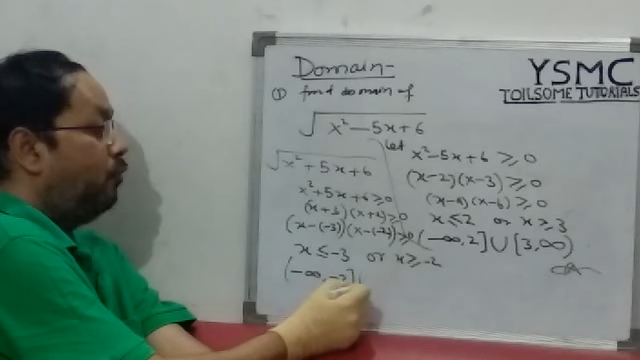 Domain-
① find domain of
√x²-5x+6
Let x²-5x+6 ≥ 0
(x-2)(x-3) ≥ 0
(x-a)(x-b) ≥ 0
x ≤ 2 or x ≥ 3
(-∞, 2] ∪ [3, ∞)
√x²+5x+6
x²+5x+6 ≥ 0
(x+3)(x+2) ≥ 0
(x-(-3))(x-(-2)) ≥ 0
x ≤ -3 or x ≥ -2
(-∞, -3]
YSMC
TOILSOME TUTORIALS